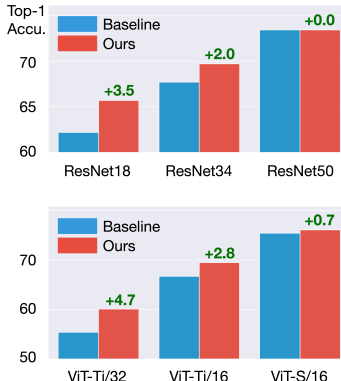 Top-1
Accu.
Baseline
Ours
+3.5
+2.0
+0.0
70
65
60
ResNet18 ResNet34 ResNet50
Baseline
Ours
+4.7
+2.8
+0.7
70
60
50
ViT-Ti/32 ViT-Ti/16 ViT-S/16